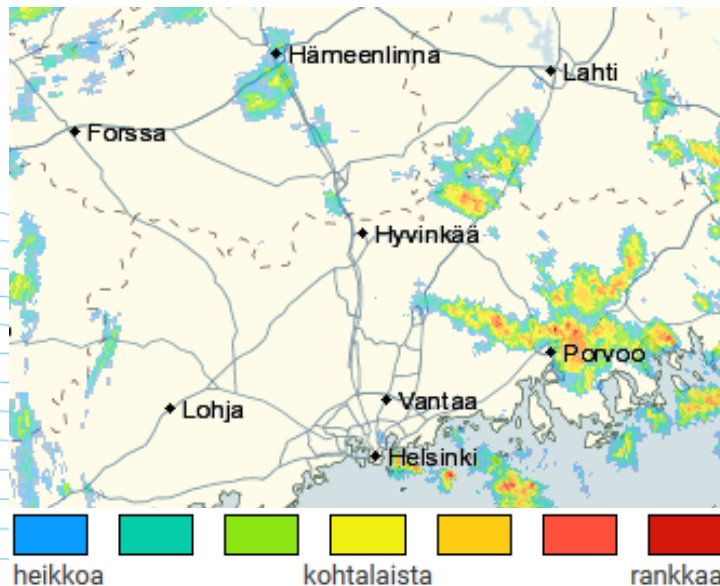 Hämeenlinna
Lahti
Forssa
Hyvinkää
Porvoo
Vantaa
Lohja
Helsinki
heikkoa kohtalaista rankkaa